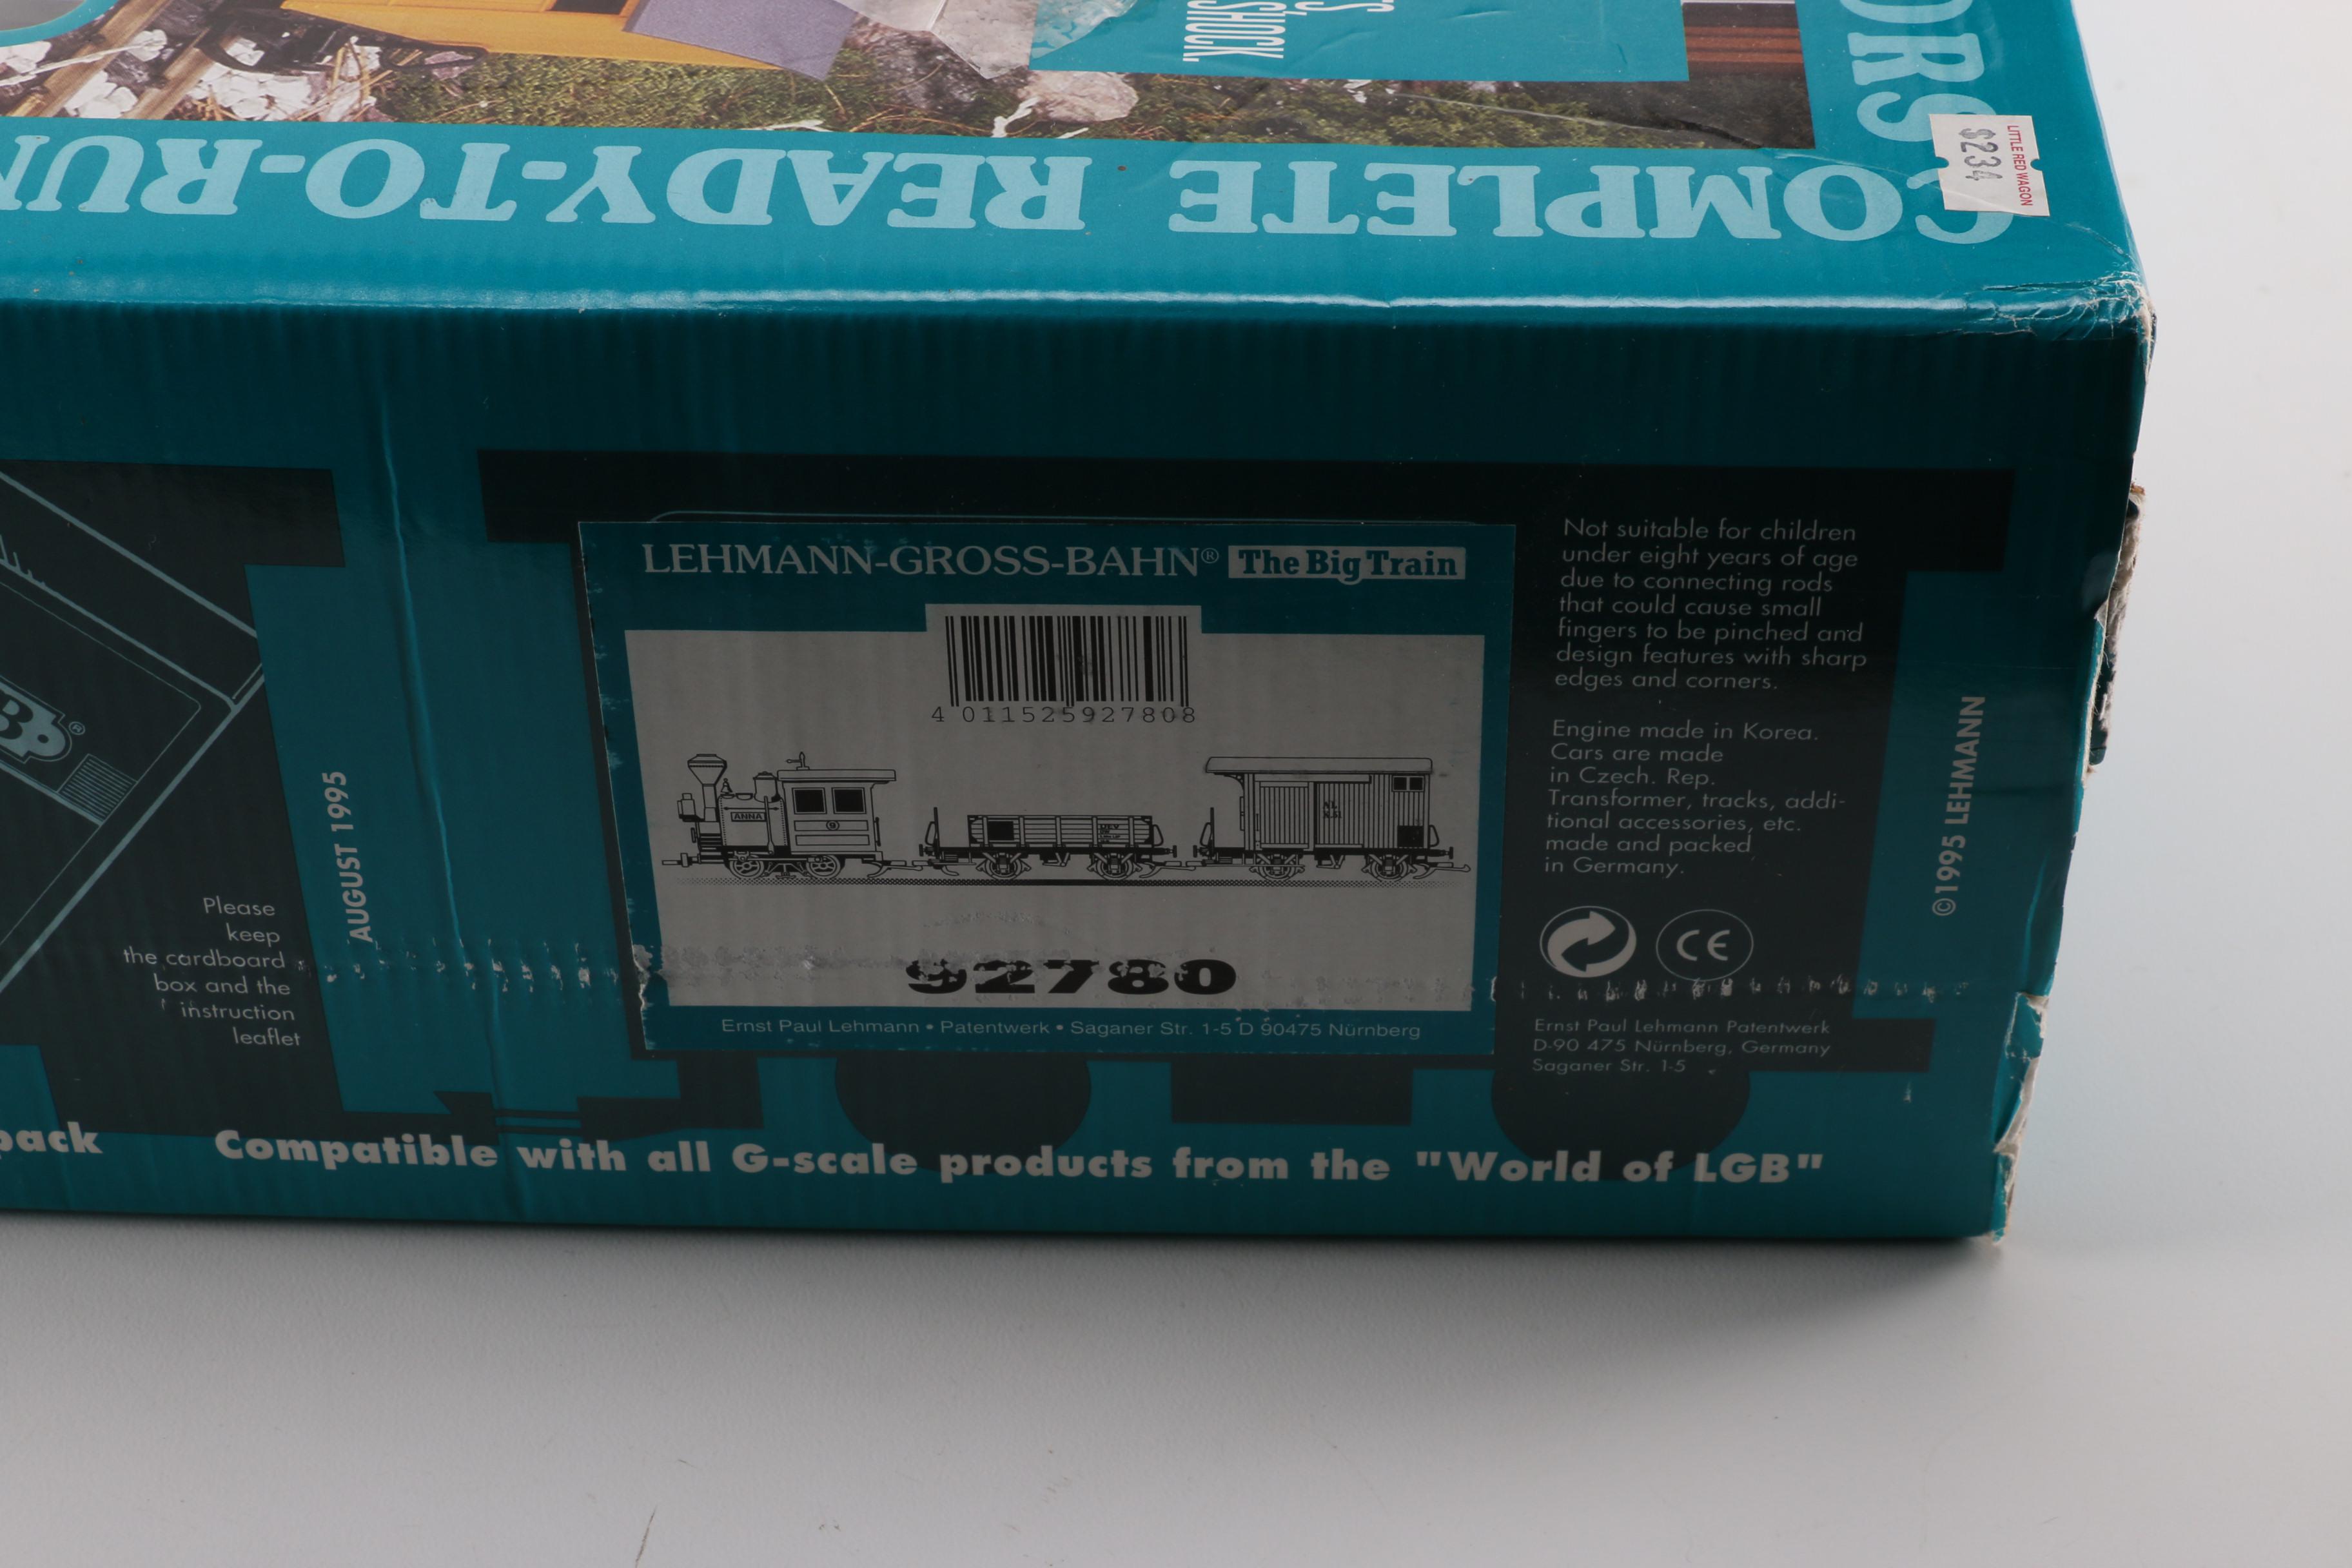 SHOCK
COMPLETE READY-TO-RUN
LITTLE RED WAGON
$234
AUGUST 1995
Please
keep
the cardboard
box and the
instruction
leaflet
LEHMANN-GROSS-BAHN® The Big Train
4 011525 927808
ANNA
9
92780
Ernst Paul Lehmann • Patentwerk • Saganer Str. 1-5 D 90475 Nürnberg
Not suitable for children
under eight years of age
due to connecting rods
that could cause small
fingers to be pinched and
design features with sharp
edges and corners.
Engine made in Korea.
Cars are made
in Czech. Rep.
Transformer, tracks, addi-
tional accessories, etc.
made and packed
in Germany.
CE
Ernst Paul Lehmann Patentwerk
D-90 475 Nürnberg, Germany
Saganer Str. 1-5
©1995 LEHMANN
pack
Compatible with all G-scale products from the "World of LGB"